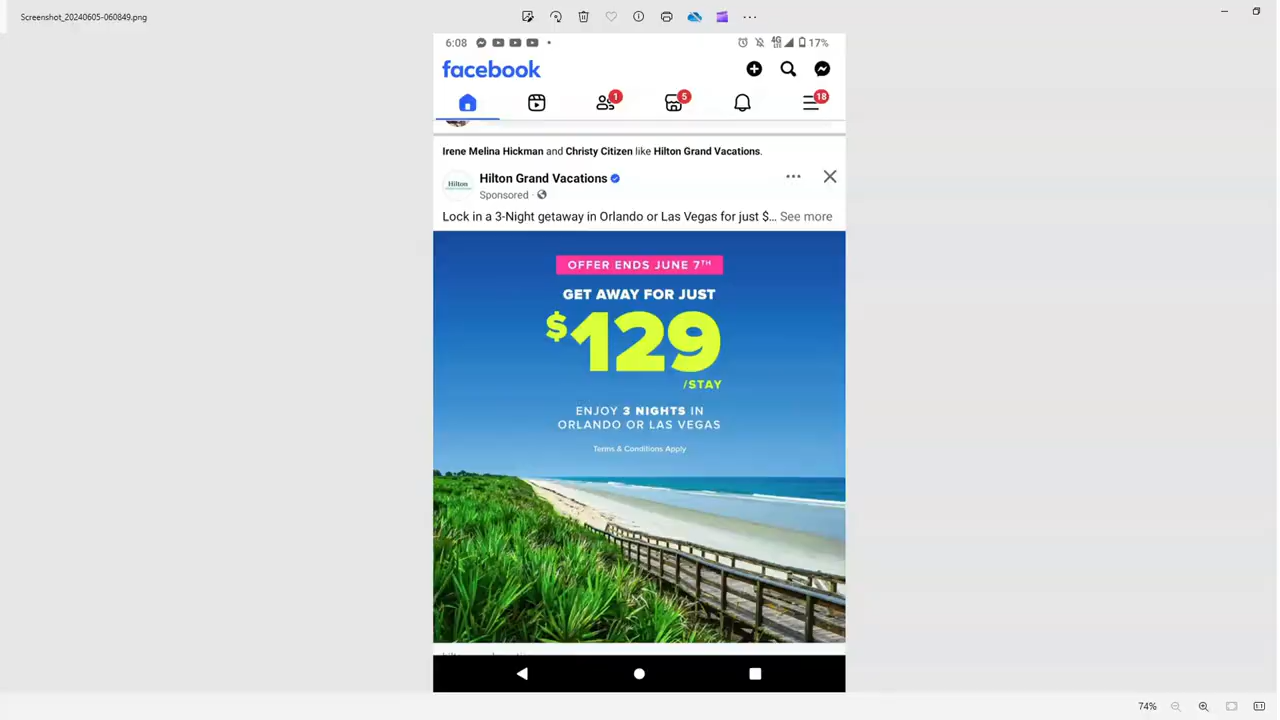 Screenshot_20240605-060849.png
6:08
4G
17%
facebook
1
5
18
Irene Melina Hickman and Christy Citizen like Hilton Grand Vacations.
Hilton
Hilton Grand Vacations
Sponsored ·
Lock in a 3-Night getaway in Orlando or Las Vegas for just $... See more
OFFER ENDS JUNE 7TH
GET AWAY FOR JUST
$129
/STAY
ENJOY 3 NIGHTS IN
ORLANDO OR LAS VEGAS
Terms & Conditions Apply
74%